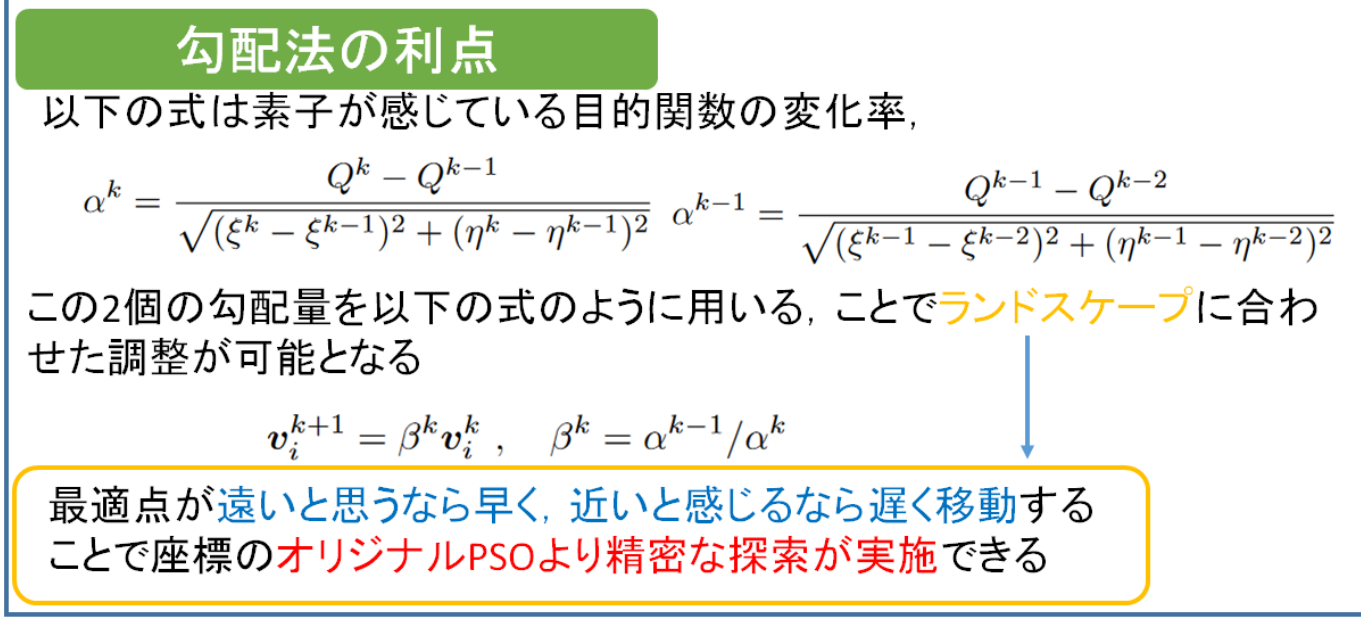 勾配法の利点
以下の式は素子が感じている目的関数の変化率，
α^k = (Q^k − Q^{k−1}) / √((ξ^k − ξ^{k−1})^2 + (η^k − η^{k−1})^2) α^{k−1} = (Q^{k−1} − Q^{k−2}) / √((ξ^{k−1} − ξ^{k−2})^2 + (η^{k−1} − η^{k−2})^2)
この2個の勾配量を以下の式のように用いる，ことでランドスケープに合わ
せた調整が可能となる
v_i^{k+1} = β^k v_i^k , β^k = α^{k−1}/α^k
最適点が遠いと思うなら早く，近いと感じるなら遅く移動する
ことで座標のオリジナルPSOより精密な探索が実施できる